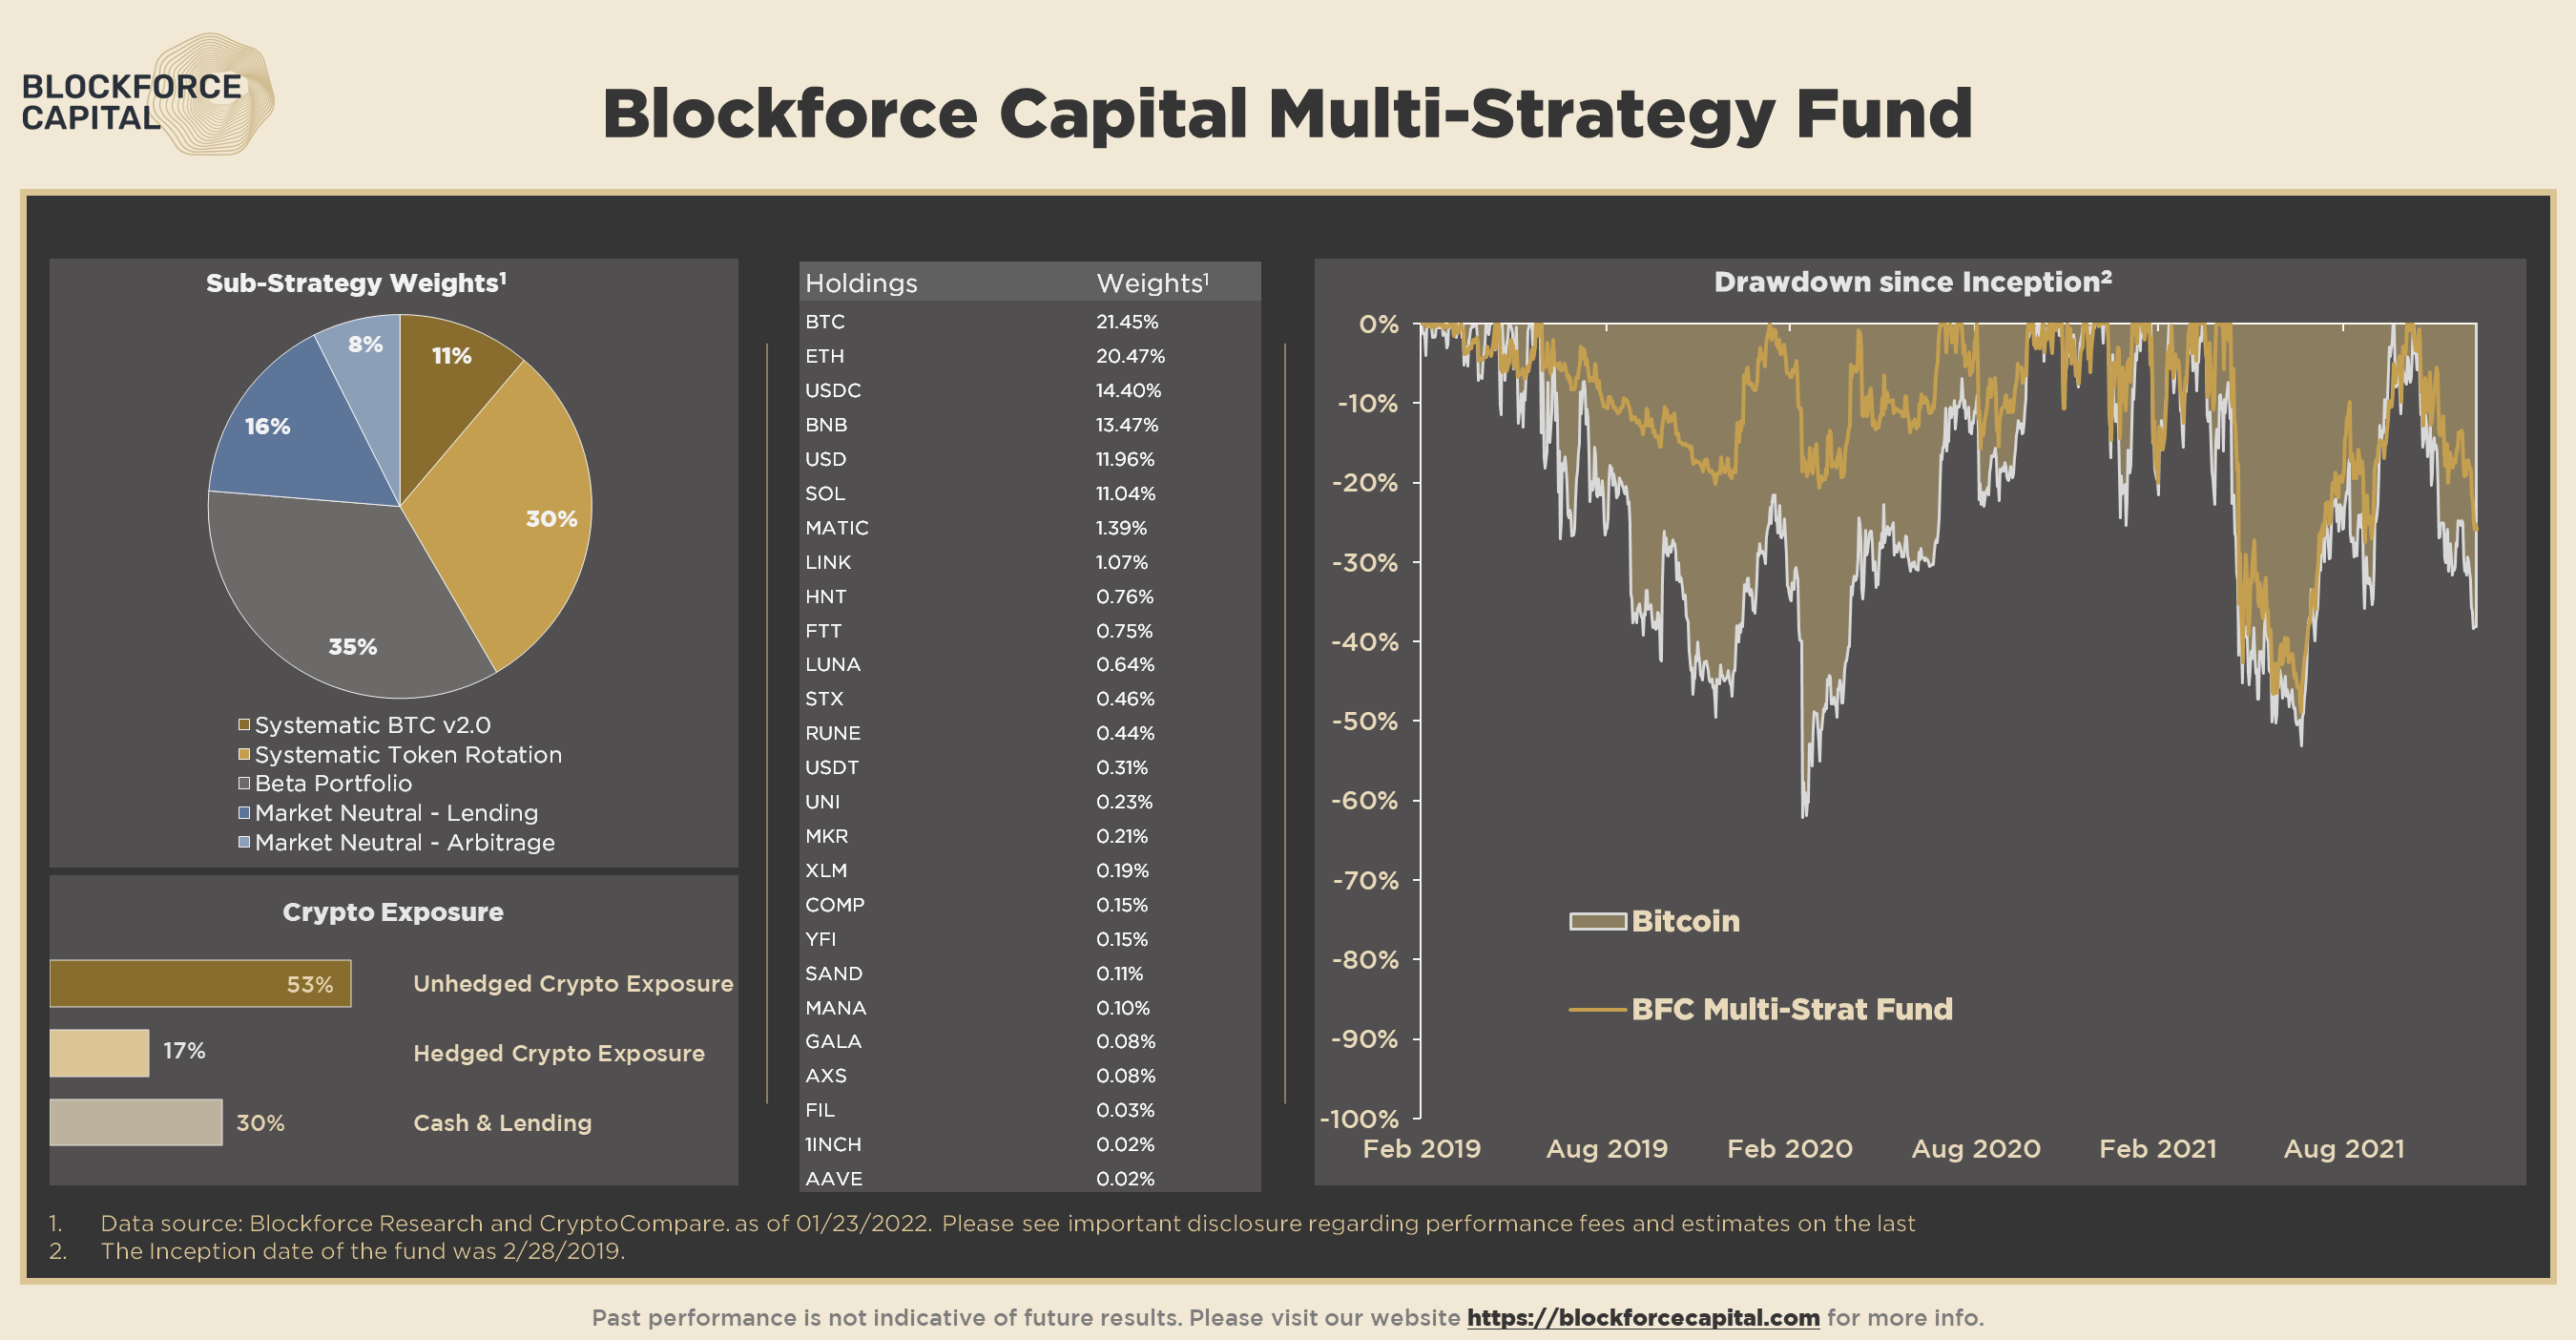 BLOCKFORCE
CAPITAL
Blockforce Capital Multi-Strategy Fund
Sub-Strategy Weights¹
8%
11%
16%
30%
35%
Systematic BTC v2.0
Systematic Token Rotation
Beta Portfolio
Market Neutral - Lending
Market Neutral - Arbitrage
Crypto Exposure
53% Unhedged Crypto Exposure
17% Hedged Crypto Exposure
30% Cash & Lending
Holdings Weights¹
BTC 21.45%
ETH 20.47%
USDC 14.40%
BNB 13.47%
USD 11.96%
SOL 11.04%
MATIC 1.39%
LINK 1.07%
HNT 0.76%
FTT 0.75%
LUNA 0.64%
STX 0.46%
RUNE 0.44%
USDT 0.31%
UNI 0.23%
MKR 0.21%
XLM 0.19%
COMP 0.15%
YFI 0.15%
SAND 0.11%
MANA 0.10%
GALA 0.08%
AXS 0.08%
FIL 0.03%
1INCH 0.02%
AAVE 0.02%
Drawdown since Inception²
0%
-10%
-20%
-30%
-40%
-50%
-60%
-70%
-80%
-90%
-100%
Bitcoin
BFC Multi-Strat Fund
Feb 2019 Aug 2019 Feb 2020 Aug 2020 Feb 2021 Aug 2021
1. Data source: Blockforce Research and CryptoCompare. as of 01/23/2022. Please see important disclosure regarding performance fees and estimates on the last
2. The Inception date of the fund was 2/28/2019.
Past performance is not indicative of future results. Please visit our website https://blockforcecapital.com for more info.